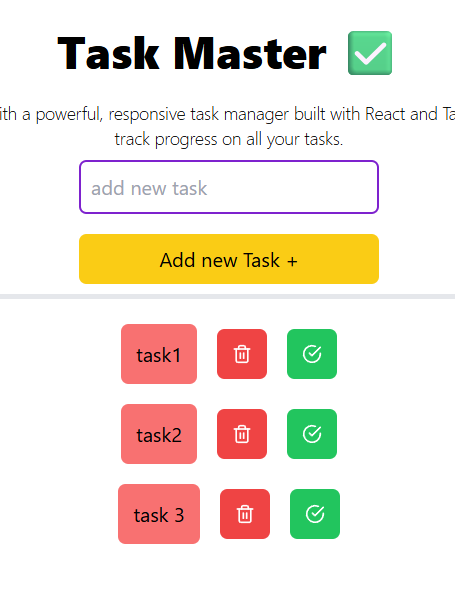 Task Master ✅
with a powerful, responsive task manager built with React and Ta
track progress on all your tasks.
add new task
Add new Task +
task1
task2
task 3